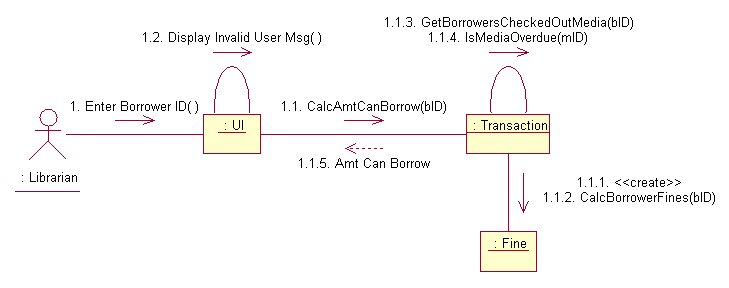 1.1.3. GetBorrowersCheckedOutMedia(bID)
1.1.4. IsMediaOverdue(mID)
1.2. Display Invalid User Msg( )
1. Enter Borrower ID( )
1.1. CalcAmtCanBorrow(bID)
: UI
: Transaction
1.1.5. Amt Can Borrow
: Librarian
1.1.1. <<create>>
1.1.2. CalcBorrowerFines(bID)
: Fine